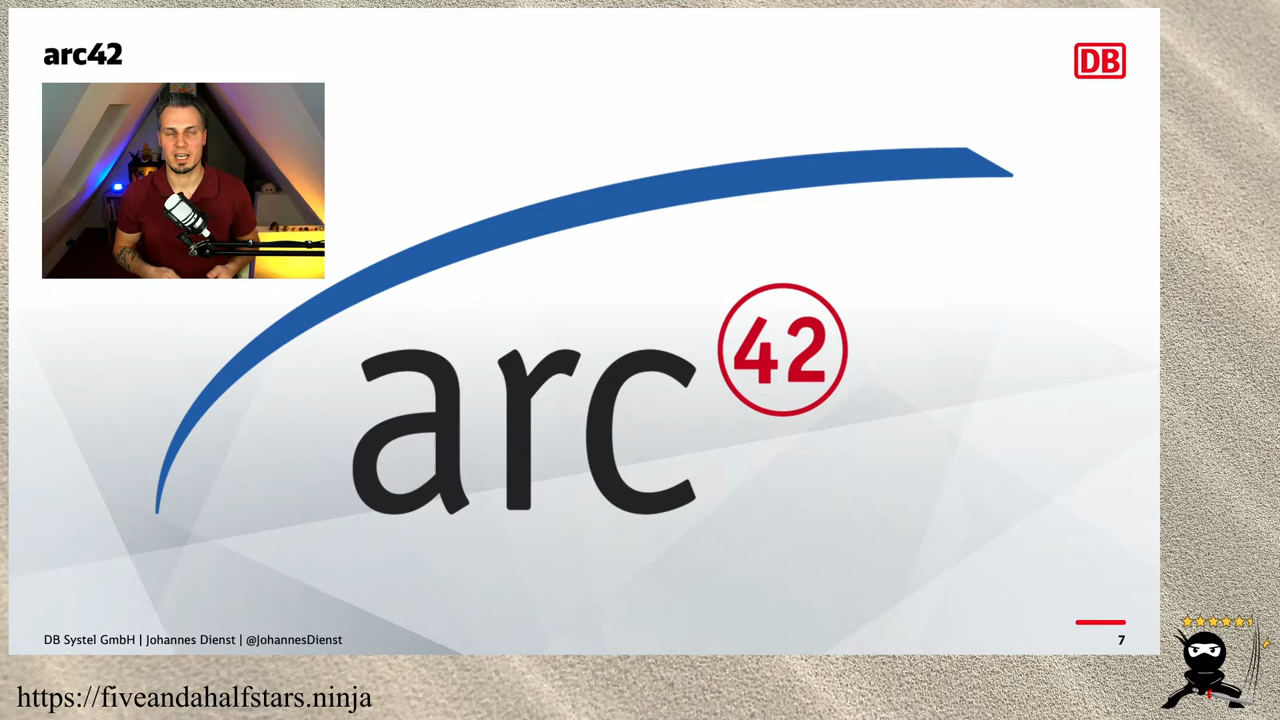 arc42
DB
arc
42
DB Systel GmbH | Johannes Dienst | @JohannesDienst
7
https://fiveandahalfstars.ninja